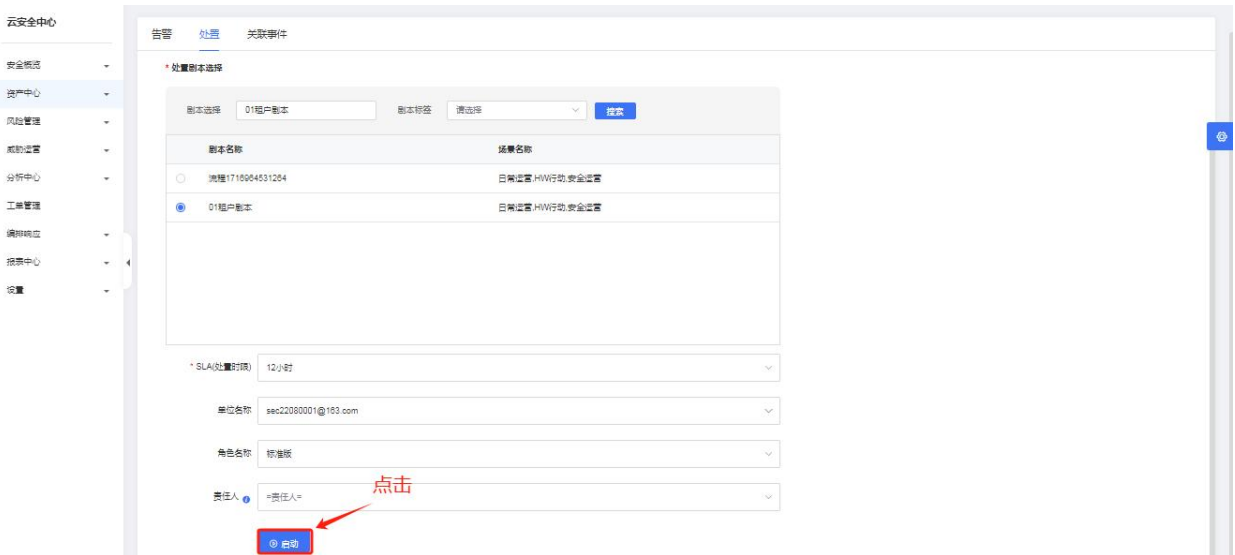 云安全中心
安全概览
资产中心
风险管理
威胁运营
分析中心
工单管理
编排响应
报表中心
设置
告警 处置 关联事件
* 处置剧本选择
剧本选择 01租户剧本 剧本标签 请选择 搜索
剧本名称 场景名称
流程1716964531264 日常运营,HW行动,安全运营
01租户剧本 日常运营,HW行动,安全运营
* SLA(处置时限) 12小时
单位名称 sec22080001@163.com
角色名称 标准版
责任人 =责任人=
点击
启动